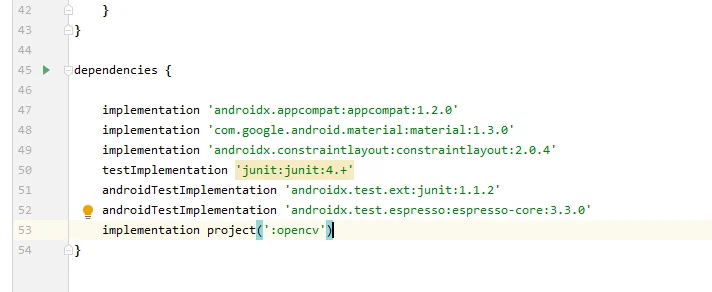 42 }
43 }
44
45 dependencies {
46
47 implementation 'androidx.appcompat:appcompat:1.2.0'
48 implementation 'com.google.android.material:material:1.3.0'
49 implementation 'androidx.constraintlayout:constraintlayout:2.0.4'
50 testImplementation 'junit:junit:4.+'
51 androidTestImplementation 'androidx.test.ext:junit:1.1.2'
52 androidTestImplementation 'androidx.test.espresso:espresso-core:3.3.0'
53 implementation project(':opencv')
54 }